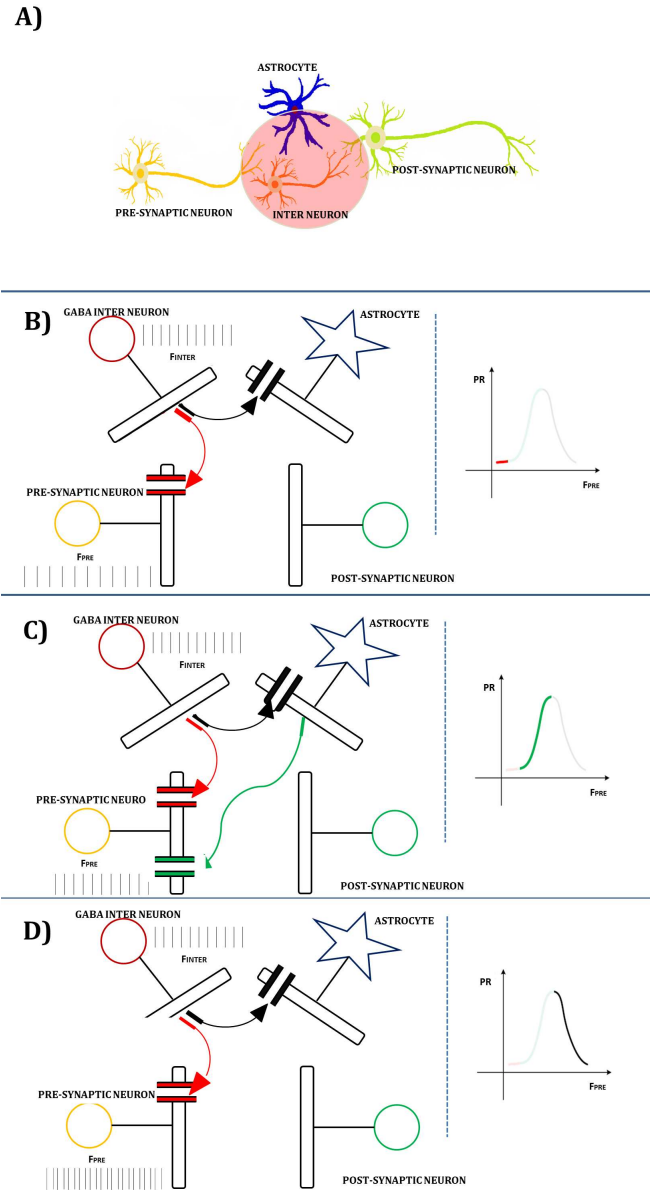 A)
ASTROCYTE
POST-SYNAPTIC NEURON
PRE-SYNAPTIC NEURON
INTER NEURON
B)
GABA INTER NEURON
FINTER
ASTROCYTE
PR
FPRE
PRE-SYNAPTIC NEURON
FPRE
POST-SYNAPTIC NEURON
C)
GABA INTER NEURON
FINTER
ASTROCYTE
PR
FPRE
PRE-SYNAPTIC NEURO
FPRE
POST-SYNAPTIC NEURON
D)
GABA INTER NEURON
FINTER
ASTROCYTE
PR
FPRE
PRE-SYNAPTIC NEURON
FPRE
POST-SYNAPTIC NEURON